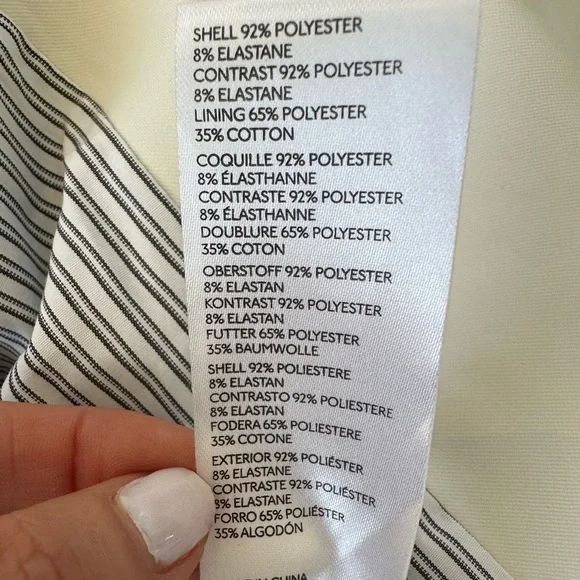 SHELL 92% POLYESTER
8% ELASTANE
CONTRAST 92% POLYESTER
8% ELASTANE
LINING 65% POLYESTER
35% COTTON
COQUILLE 92% POLYESTER
8% ÉLASTHANNE
CONTRASTE 92% POLYESTER
8% ÉLASTHANNE
DOUBLURE 65% POLYESTER
35% COTON
OBERSTOFF 92% POLYESTER
8% ELASTAN
KONTRAST 92% POLYESTER
8% ELASTAN
FUTTER 65% POLYESTER
35% BAUMWOLLE
SHELL 92% POLIESTERE
8% ELASTAN
CONTRASTO 92% POLIESTERE
8% ELASTAN
FODERA 65% POLIESTERE
35% COTONE
EXTERIOR 92% POLIÉSTER
8% ELASTANE
CONTRASTE 92% POLIÉSTER
8% ELASTANE
FORRO 65% POLIÉSTER
35% ALGODÓN
CHINA